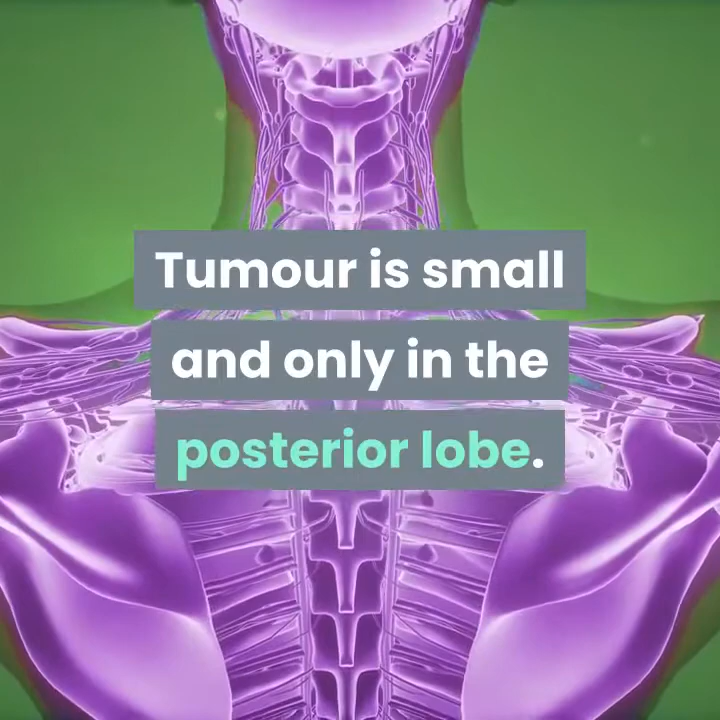 Tumour is small
and only in the
posterior lobe.